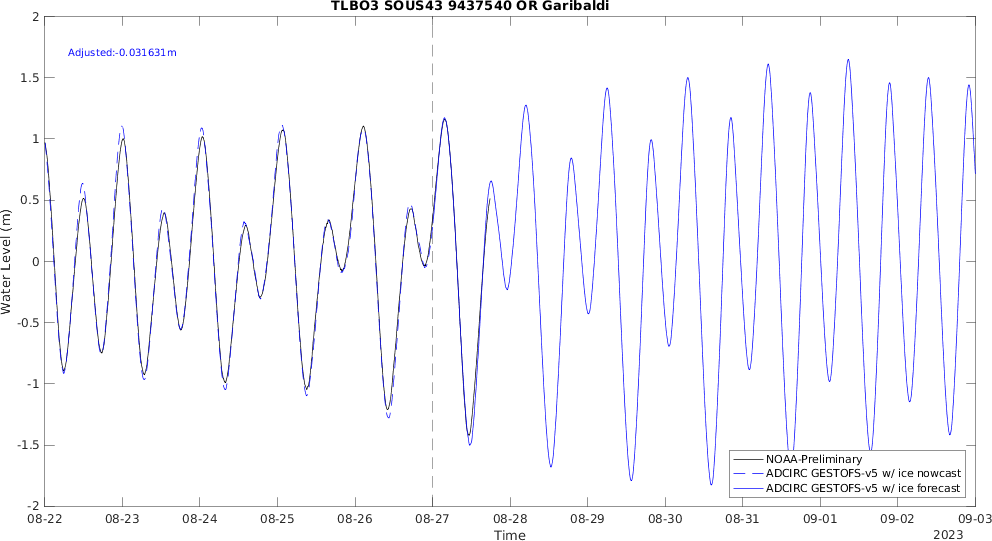 TLBO3 SOUS43 9437540 OR Garibaldi
Adjusted:-0.031631m
Water Level (m)
2
1.5
1
0.5
0
-0.5
-1
-1.5
-2
NOAA-Preliminary
ADCIRC GESTOFS-v5 w/ ice nowcast
ADCIRC GESTOFS-v5 w/ ice forecast
08-22 08-23 08-24 08-25 08-26 08-27 08-28 08-29 08-30 08-31 09-01 09-02 09-03
Time
2023